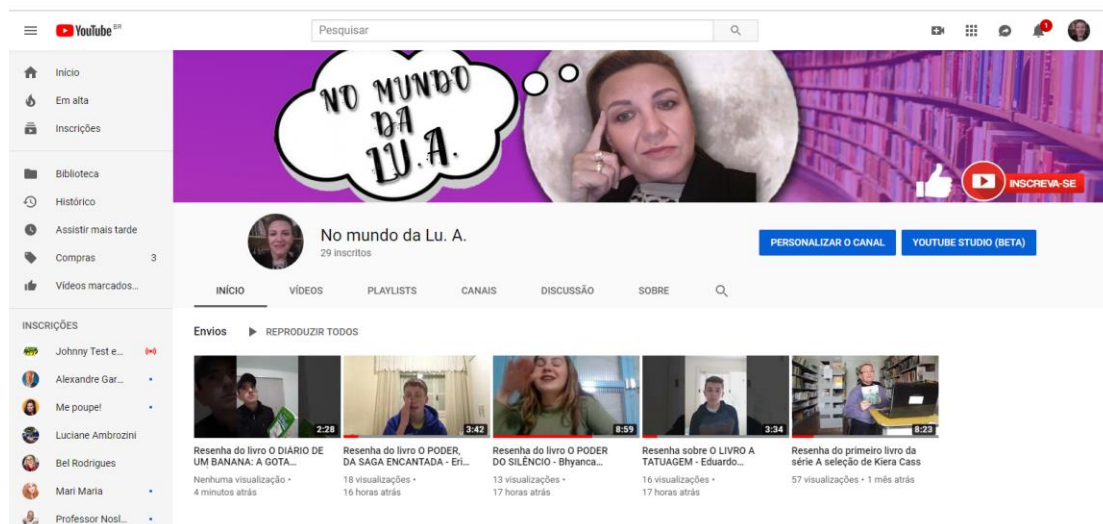 YouTube BR
Pesquisar
1
Início
Em alta
Inscrições
Biblioteca
Histórico
Assistir mais tarde
Compras 3
Vídeos marcados...
INSCRIÇÕES
Johnny Test e...
Alexandre Gar...
Me poupe!
Luciane Ambrozini
Bel Rodrigues
Mari Maria
Professor Nosl...
NO MUNDO
DA
LU.A.
INSCREVA-SE
No mundo da Lu. A.
29 inscritos
PERSONALIZAR O CANAL YOUTUBE STUDIO (BETA)
INÍCIO VÍDEOS PLAYLISTS CANAIS DISCUSSÃO SOBRE
Envios REPRODUZIR TODOS
2:28
Resenha do livro O DIÁRIO DE
UM BANANA: A GOTA...
Nenhuma visualização •
4 minutos atrás
3:42
Resenha do livro O PODER,
DA SAGA ENCANTADA - Eri...
18 visualizações •
16 horas atrás
8:59
Resenha do livro O PODER
DO SILÊNCIO - Bhyanca...
13 visualizações •
17 horas atrás
3:34
Resenha sobre O LIVRO A
TATUAGEM - Eduardo...
16 visualizações •
17 horas atrás
8:23
Resenha do primeiro livro da
série A seleção de Kiera Cass
57 visualizações • 1 mês atrás